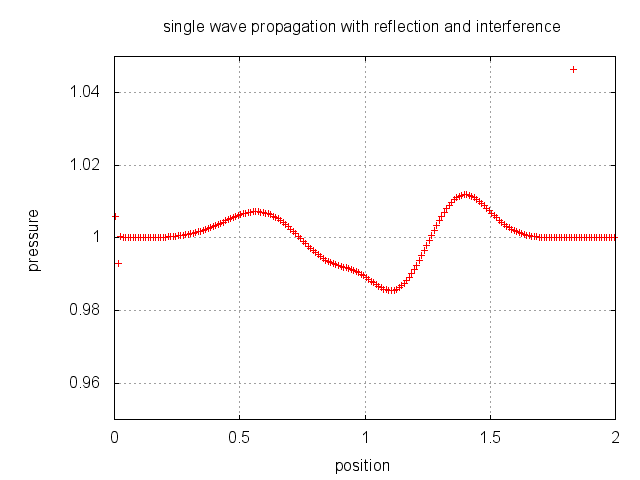 single wave propagation with reflection and interference
1.04
1.02
1
0.98
0.96
pressure
0 0.5 1 1.5 2
position